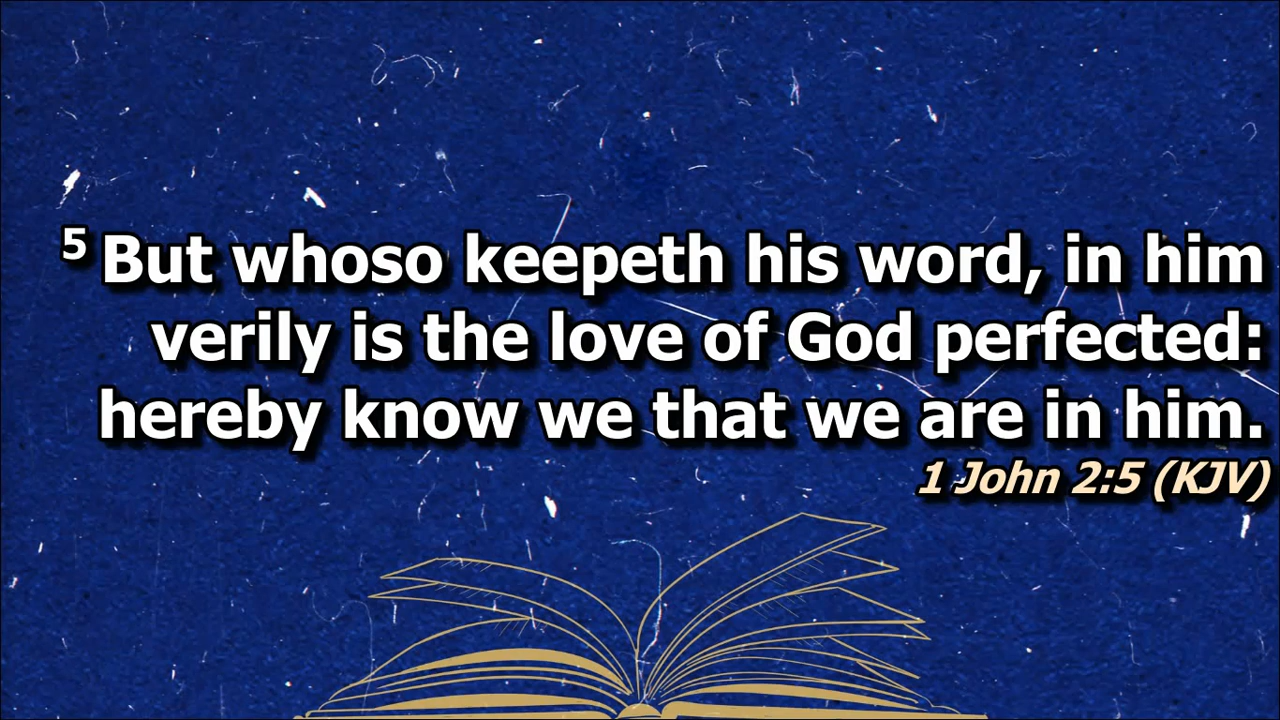 5 But whoso keepeth his word, in him
verily is the love of God perfected:
hereby know we that we are in him.
1 John 2:5 (KJV)